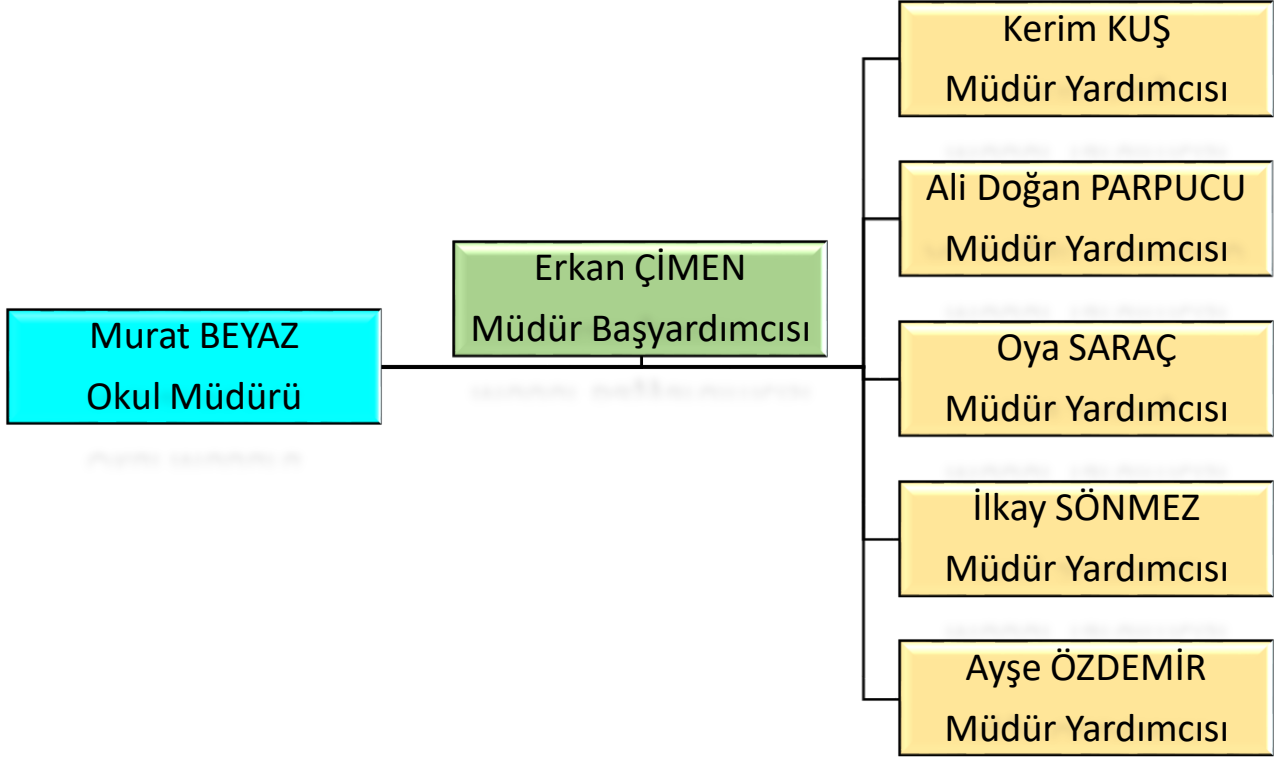 Murat BEYAZ
Okul Müdürü
Erkan ÇİMEN
Müdür Başyardımcısı
Kerim KUŞ
Müdür Yardımcısı
Ali Doğan PARPUCU
Müdür Yardımcısı
Oya SARAÇ
Müdür Yardımcısı
İlkay SÖNMEZ
Müdür Yardımcısı
Ayşe ÖZDEMİR
Müdür Yardımcısı